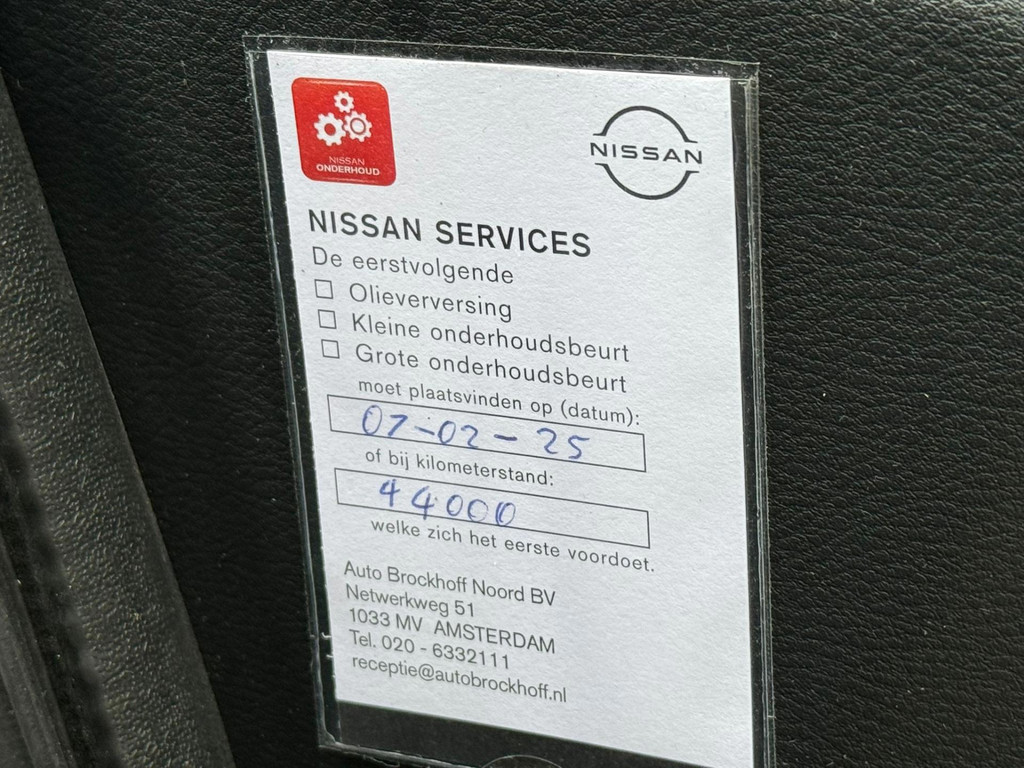 NISSAN
ONDERHOUD
NISSAN
NISSAN SERVICES
De eerstvolgende
☐ Olieverversing
☐ Kleine onderhoudsbeurt
☐ Grote onderhoudsbeurt
moet plaatsvinden op (datum):
07-02-25
of bij kilometerstand:
44000
welke zich het eerste voordoet.
Auto Brockhoff Noord BV
Netwerkweg 51
1033 MV AMSTERDAM
Tel. 020 - 6332111
receptie@autobrockhoff.nl